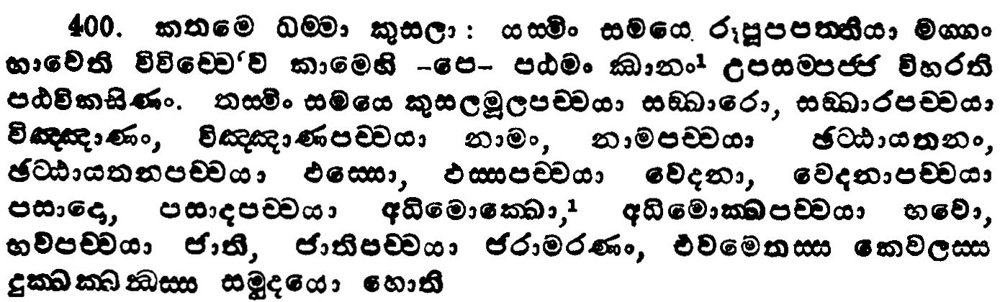 400. කතමෙ ධම්මා කුසලා: යස්මිං සමයෙ රූපූපපත්තියා මග්ගං
භාවෙති විවිච්චෙ'ව කාමෙහි -පෙ- පඨමං ඣානං¹ උපසම්පජ්ජ විහරති
පඨවිකසිණං. තස්මිං සමයෙ කුසලමූලපච්චයා සඞ්ඛාරො, සඞ්ඛාරපච්චයා
විඤ්ඤාණං, විඤ්ඤාණපච්චයා නාමං, නාමපච්චයා ඡට්ඨායතනං,
ඡට්ඨායතනපච්චයා ඵස්සො, ඵස්සපච්චයා වෙදනා, වෙදනාපච්චයා
පසාදො, පසාදපච්චයා අධිමොක්ඛො,¹ අධිමොක්ඛපච්චයා භවො,
භවපච්චයා ජාති, ජාතිපච්චයා ජරාමරණං, එවමෙතස්ස කෙවලස්ස
දුක්ඛක්ඛන්ධස්ස සමුදයො හොති